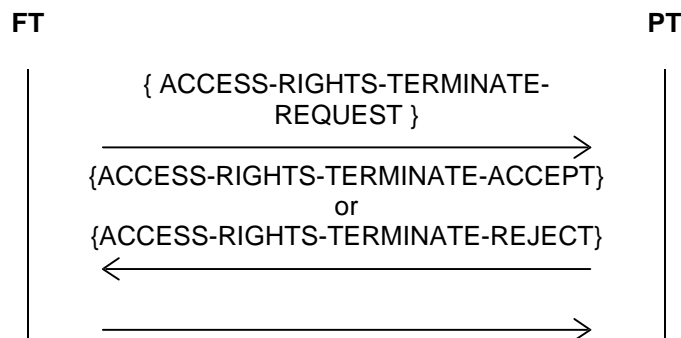 FT PT
{ ACCESS-RIGHTS-TERMINATE-
REQUEST }
{ACCESS-RIGHTS-TERMINATE-ACCEPT}
or
{ACCESS-RIGHTS-TERMINATE-REJECT}